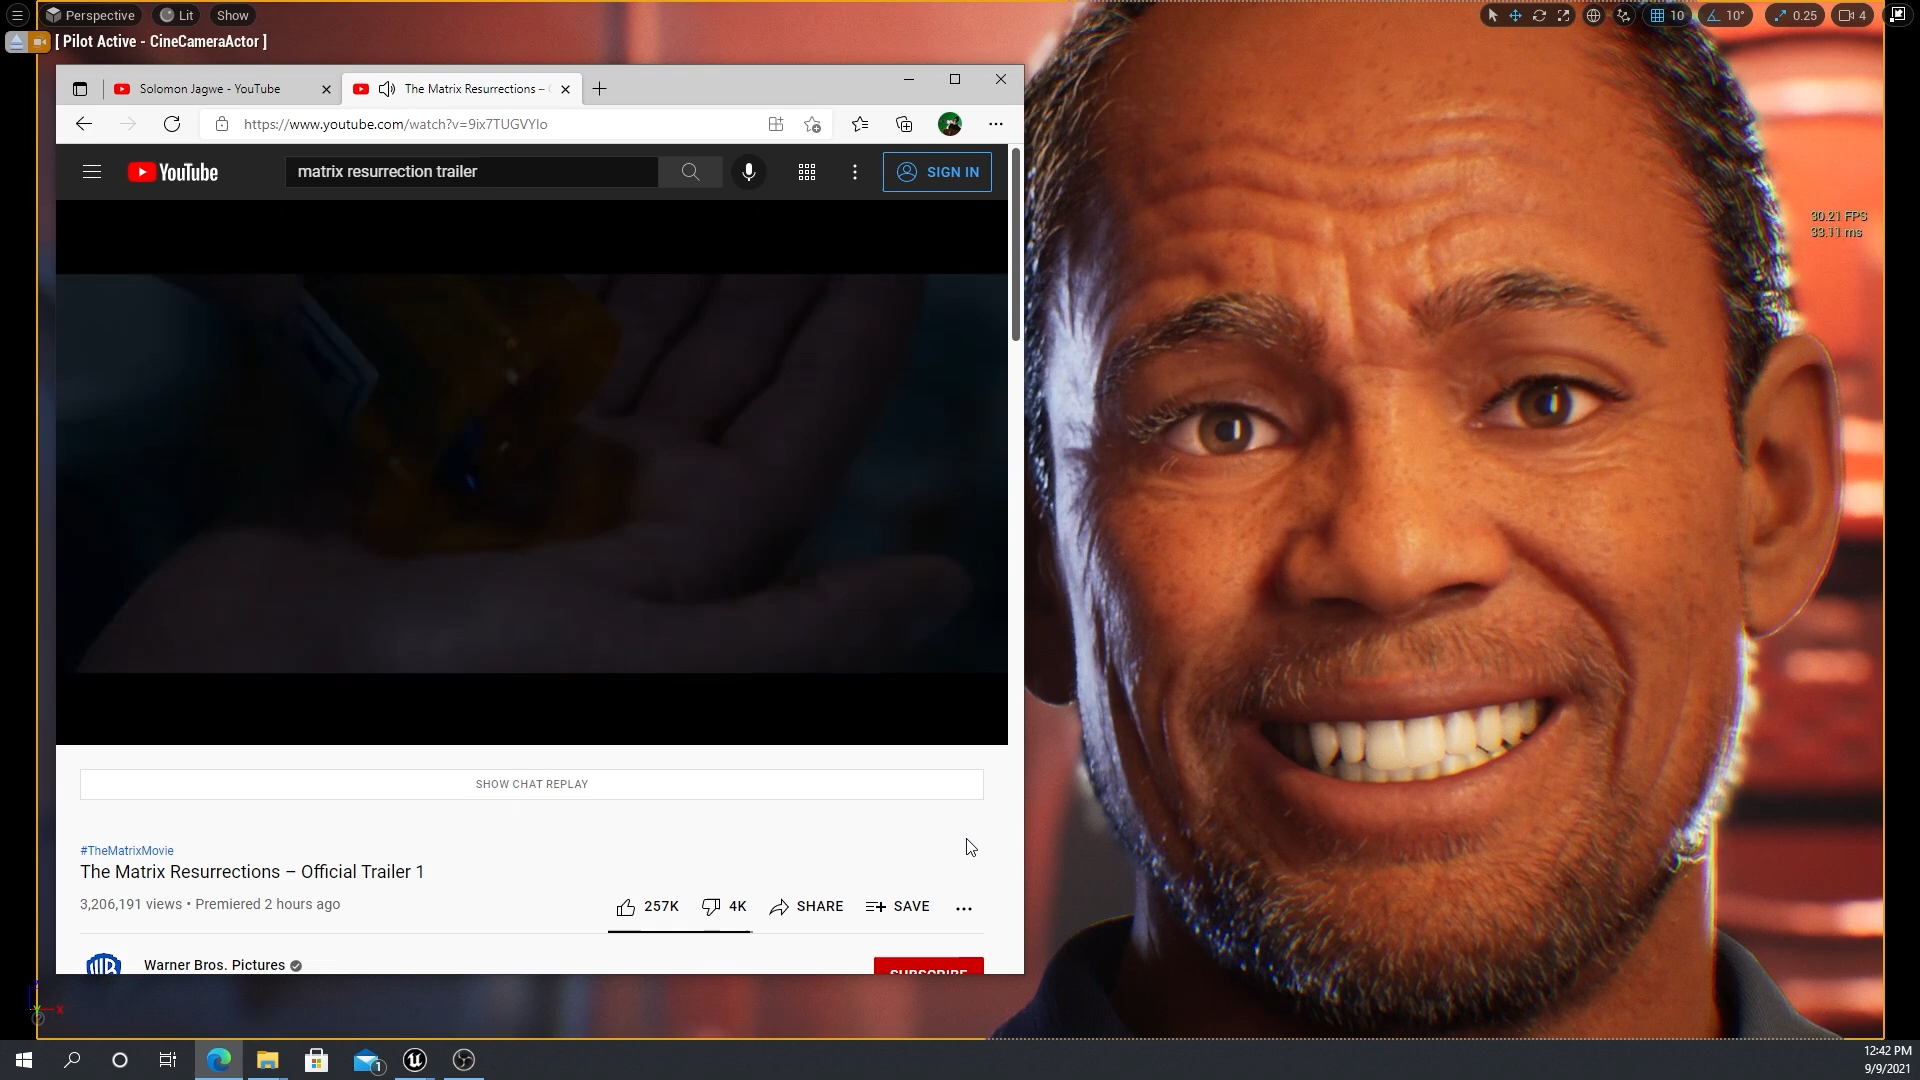 Perspective
Lit
Show
10
10°
0.25
4
[ Pilot Active - CineCameraActor ]
Solomon Jagwe - YouTube
The Matrix Resurrections –
https://www.youtube.com/watch?v=9ix7TUGVYIo
YouTube
matrix resurrection trailer
SIGN IN
30.21 FPS
33.11 ms
SHOW CHAT REPLAY
#TheMatrixMovie
The Matrix Resurrections – Official Trailer 1
3,206,191 views • Premiered 2 hours ago
257K
4K
SHARE
SAVE
Warner Bros. Pictures
SUBSCRIBE
X
1
12:42 PM
9/9/2021